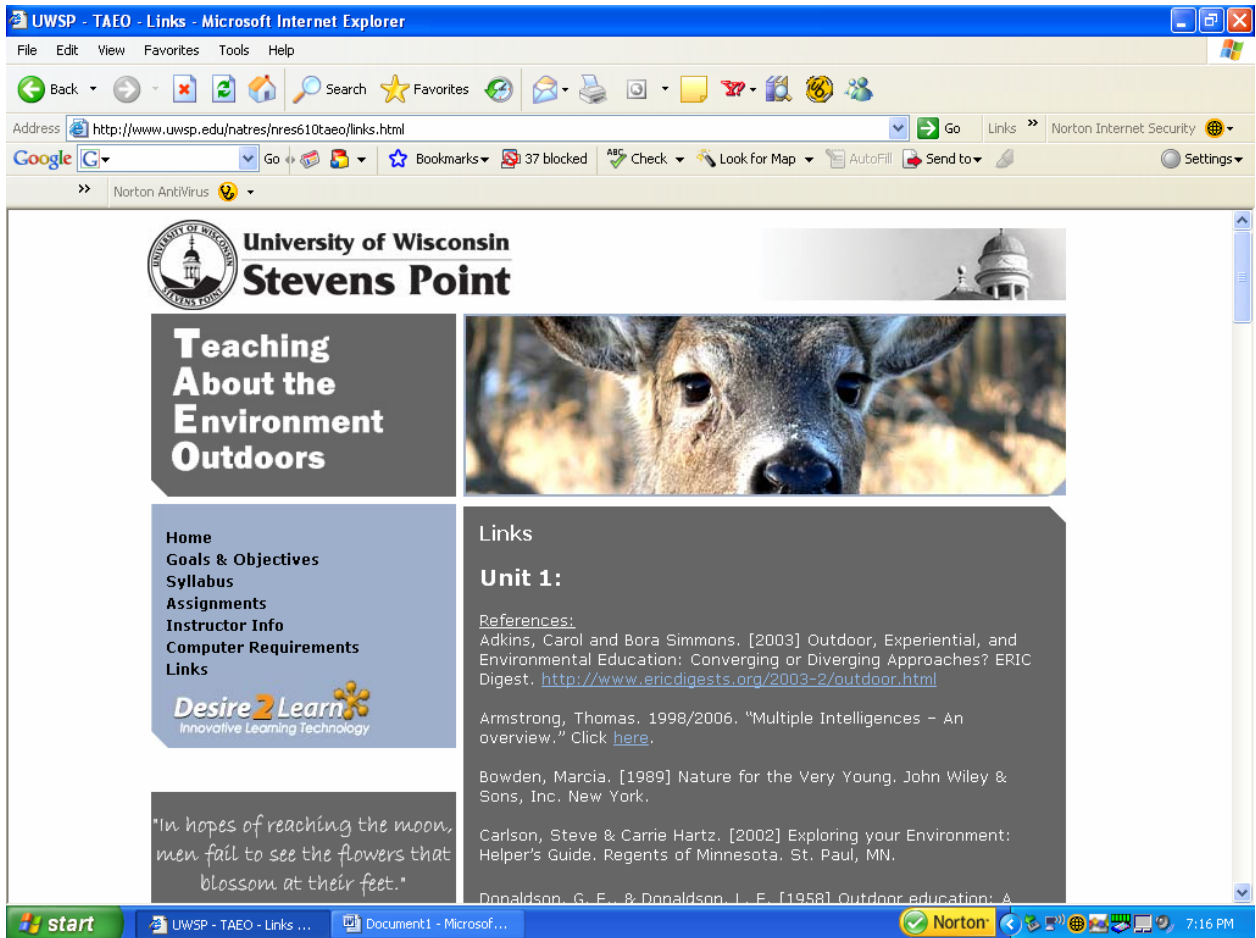 UWSP - TAEO - Links - Microsoft Internet Explorer
File Edit View Favorites Tools Help
Back Search Favorites
Address http://www.uwsp.edu/natres/nres610taeo/links.html Go Links » Norton Internet Security
Google G Go Bookmarks 37 blocked ABC Check Look for Map AutoFill Send to Settings
» Norton AntiVirus
University of Wisconsin
Stevens Point
UNIVERSITY OF WISCONSIN
STEVENS POINT
Teaching
About the
Environment
Outdoors
Home
Goals & Objectives
Syllabus
Assignments
Instructor Info
Computer Requirements
Links
Desire2Learn
Innovative Learning Technology
"In hopes of reaching the moon,
men fail to see the flowers that
blossom at their feet."
Links
Unit 1:
References:
Adkins, Carol and Bora Simmons. [2003] Outdoor, Experiential, and
Environmental Education: Converging or Diverging Approaches? ERIC
Digest. http://www.ericdigests.org/2003-2/outdoor.html
Armstrong, Thomas. 1998/2006. “Multiple Intelligences – An
overview.” Click here.
Bowden, Marcia. [1989] Nature for the Very Young. John Wiley &
Sons, Inc. New York.
Carlson, Steve & Carrie Hartz. [2002] Exploring your Environment:
Helper’s Guide. Regents of Minnesota. St. Paul, MN.
Donaldson, G. E., & Donaldson, L. E. [1958] Outdoor education: A
start UWSP - TAEO - Links ... Document1 - Microsof... Norton 7:16 PM